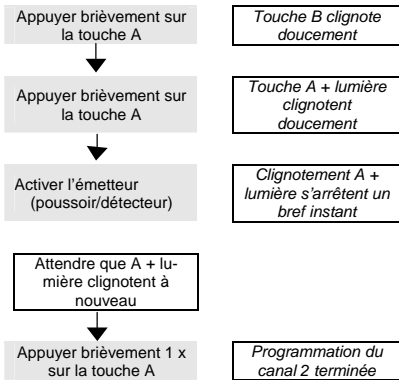 Appuyer brièvement sur
la touche A
Touche B clignote
doucement
Appuyer brièvement sur
la touche A
Touche A + lumière
clignotent
doucement
Activer l'émetteur
(poussoir/détecteur)
Clignotement A +
lumière s'arrêtent un
bref instant
Attendre que A + lu-
mière clignotent à
nouveau
Appuyer brièvement 1 x
sur la touche A
Programmation du
canal 2 terminée